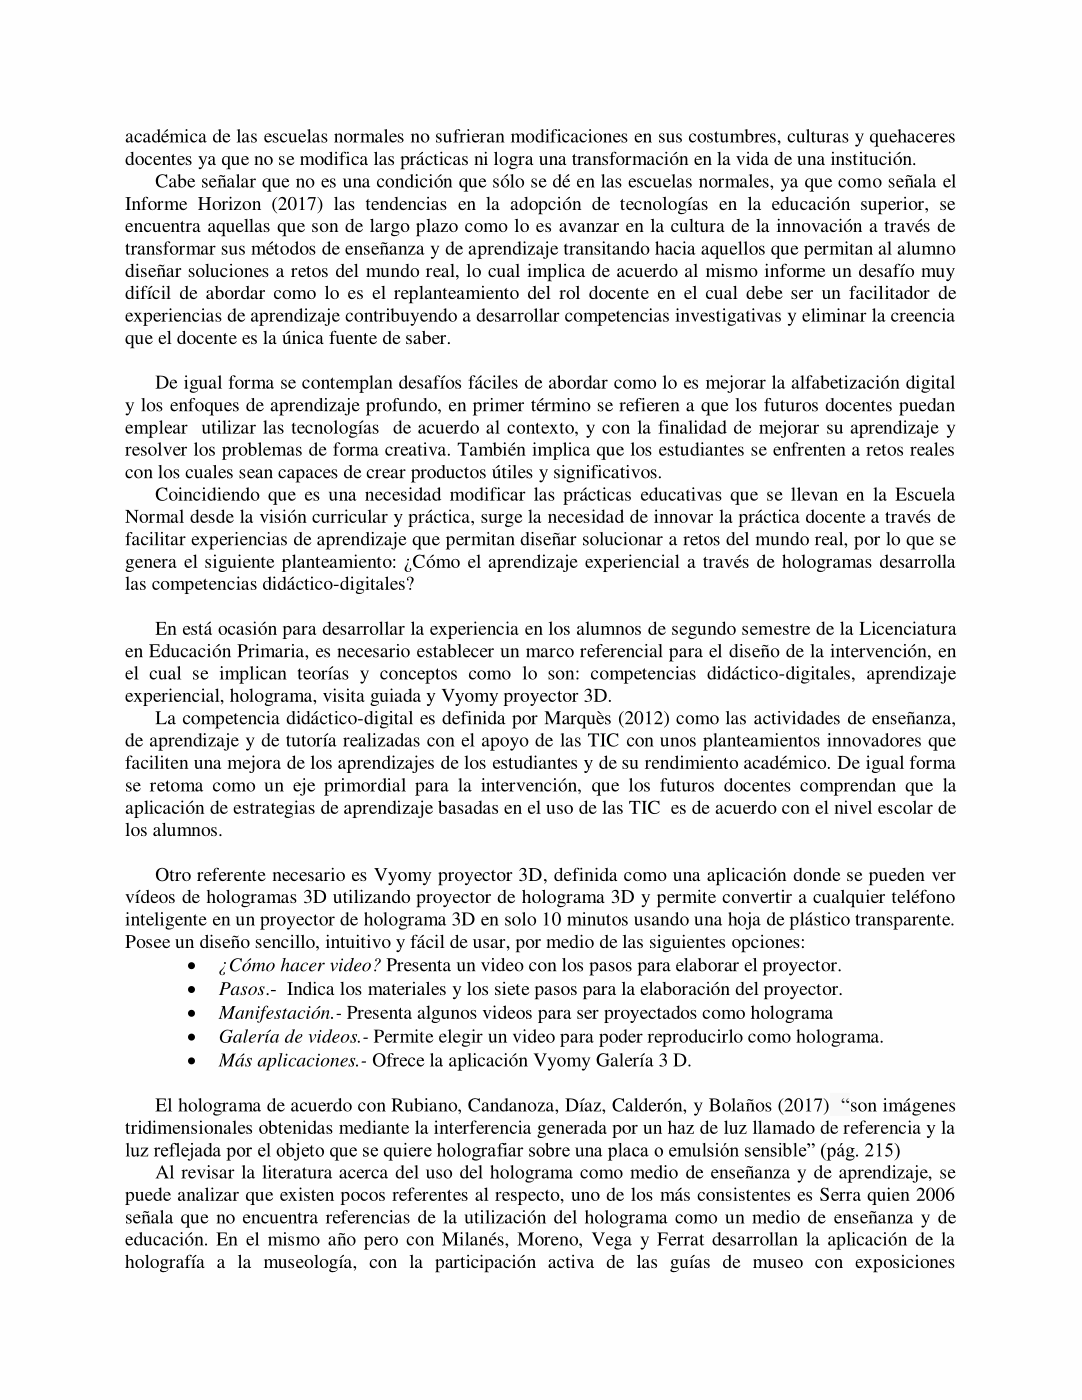 académica de las escuelas normales no sufrieran modificaciones en sus costumbres, culturas y quehaceres
docentes ya que no se modifica las prácticas ni logra una transformación en la vida de una institución.
Cabe señalar que no es una condición que sólo se dé en las escuelas normales, ya que como señala el
Informe Horizon (2017) las tendencias en la adopción de tecnologías en la educación superior, se
encuentra aquellas que son de largo plazo como lo es avanzar en la cultura de la innovación a través de
transformar sus métodos de enseñanza y de aprendizaje transitando hacia aquellos que permitan al alumno
diseñar soluciones a retos del mundo real, lo cual implica de acuerdo al mismo informe un desafío muy
difícil de abordar como lo es el replanteamiento del rol docente en el cual debe ser un facilitador de
experiencias de aprendizaje contribuyendo a desarrollar competencias investigativas y eliminar la creencia
que el docente es la única fuente de saber.
De igual forma se contemplan desafíos fáciles de abordar como lo es mejorar la alfabetización digital
y los enfoques de aprendizaje profundo, en primer término se refieren a que los futuros docentes puedan
emplear  utilizar las tecnologías  de acuerdo al contexto, y con la finalidad de mejorar su aprendizaje y
resolver los problemas de forma creativa. También implica que los estudiantes se enfrenten a retos reales
con los cuales sean capaces de crear productos útiles y significativos.
Coincidiendo que es una necesidad modificar las prácticas educativas que se llevan en la Escuela
Normal desde la visión curricular y práctica, surge la necesidad de innovar la práctica docente a través de
facilitar experiencias de aprendizaje que permitan diseñar solucionar a retos del mundo real, por lo que se
genera el siguiente planteamiento: ¿Cómo el aprendizaje experiencial a través de hologramas desarrolla
las competencias didáctico-digitales?
En está ocasión para desarrollar la experiencia en los alumnos de segundo semestre de la Licenciatura
en Educación Primaria, es necesario establecer un marco referencial para el diseño de la intervención, en
el cual se implican teorías y conceptos como lo son: competencias didáctico-digitales, aprendizaje
experiencial, holograma, visita guiada y Vyomy proyector 3D.
La competencia didáctico-digital es definida por Marquès (2012) como las actividades de enseñanza,
de aprendizaje y de tutoría realizadas con el apoyo de las TIC con unos planteamientos innovadores que
faciliten una mejora de los aprendizajes de los estudiantes y de su rendimiento académico. De igual forma
se retoma como un eje primordial para la intervención, que los futuros docentes comprendan que la
aplicación de estrategias de aprendizaje basadas en el uso de las TIC  es de acuerdo con el nivel escolar de
los alumnos.
Otro referente necesario es Vyomy proyector 3D, definida como una aplicación donde se pueden ver
vídeos de hologramas 3D utilizando proyector de holograma 3D y permite convertir a cualquier teléfono
inteligente en un proyector de holograma 3D en solo 10 minutos usando una hoja de plástico transparente.
Posee un diseño sencillo, intuitivo y fácil de usar, por medio de las siguientes opciones:
• ¿Cómo hacer video? Presenta un video con los pasos para elaborar el proyector.
• Pasos.-  Indica los materiales y los siete pasos para la elaboración del proyector.
• Manifestación.- Presenta algunos videos para ser proyectados como holograma
• Galería de videos.- Permite elegir un video para poder reproducirlo como holograma.
• Más aplicaciones.- Ofrece la aplicación Vyomy Galería 3 D.
El holograma de acuerdo con Rubiano, Candanoza, Díaz, Calderón, y Bolaños (2017)  “son imágenes
tridimensionales obtenidas mediante la interferencia generada por un haz de luz llamado de referencia y la
luz reflejada por el objeto que se quiere holografiar sobre una placa o emulsión sensible” (pág. 215)
Al revisar la literatura acerca del uso del holograma como medio de enseñanza y de aprendizaje, se
puede analizar que existen pocos referentes al respecto, uno de los más consistentes es Serra quien 2006
señala que no encuentra referencias de la utilización del holograma como un medio de enseñanza y de
educación. En el mismo año pero con Milanés, Moreno, Vega y Ferrat desarrollan la aplicación de la
holografía a la museología, con la participación activa de las guías de museo con exposiciones